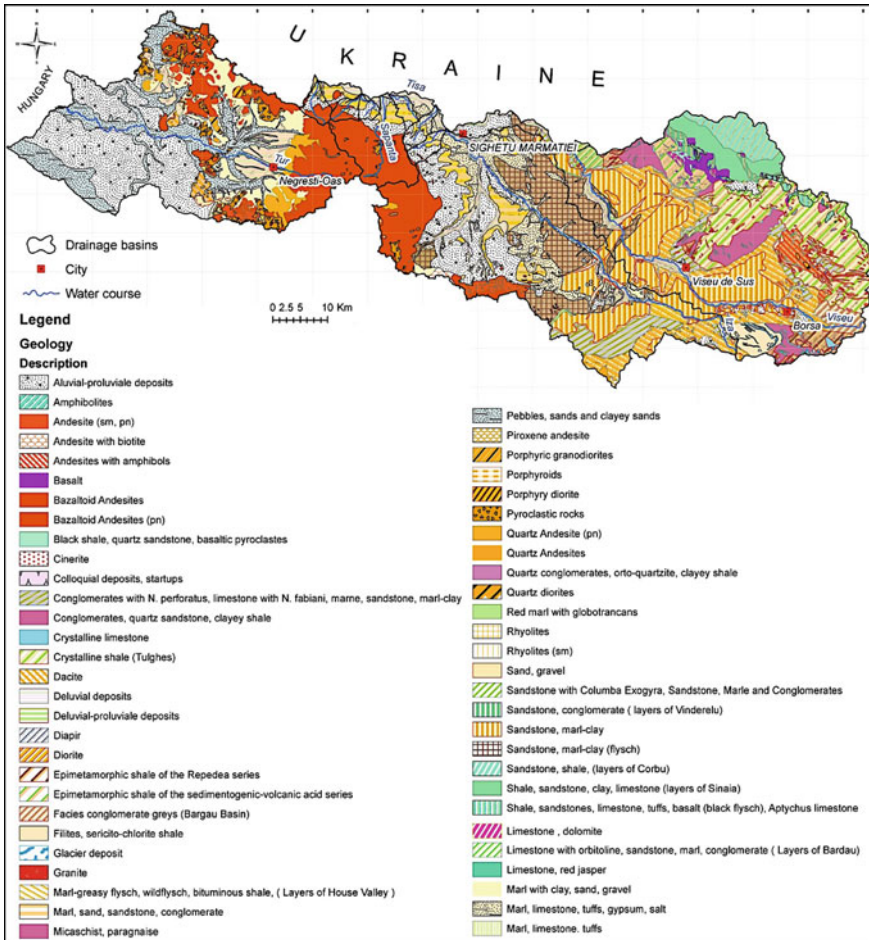 U K R A I N E
HUNGARY
Tisa
Sapanta
SIGHETU MARMATIEI
Tur
Negresti-Oas
Viseu de Sus
Viseu
Borsa
Iza
Drainage basins
City
Water course
0 2.5 5 10 Km
Legend
Geology
Description
Aluvial-proluviale deposits
Amphibolites
Andesite (sm, pn)
Andesite with biotite
Andesites with amphibols
Basalt
Bazaltoid Andesites
Bazaltoid Andesites (pn)
Black shale, quartz sandstone, basaltic pyroclastes
Cinerite
Colloquial deposits, startups
Conglomerates with N. perforatus, limestone with N. fabiani, marne, sandstone, marl-clay
Conglomerates, quartz sandstone, clayey shale
Crystalline limestone
Crystalline shale (Tulghes)
Dacite
Deluvial deposits
Deluvial-proluviale deposits
Diapir
Diorite
Epimetamorphic shale of the Repedea series
Epimetamorphic shale of the sedimentogenic-volcanic acid series
Facies conglomerate greys (Bargau Basin)
Filites, sericito-chlorite shale
Glacier deposit
Granite
Marl-greasy flysch, wildflysch, bituminous shale, ( Layers of House Valley )
Marl, sand, sandstone, conglomerate
Micaschist, paragnaise
Pebbles, sands and clayey sands
Piroxene andesite
Porphyric granodiorites
Porphyroids
Porphyry diorite
Pyroclastic rocks
Quartz Andesite (pn)
Quartz Andesites
Quartz conglomerates, orto-quartzite, clayey shale
Quartz diorites
Red marl with globotrancans
Rhyolites
Rhyolites (sm)
Sand, gravel
Sandstone with Columba Exogyra, Sandstone, Marle and Conglomerates
Sandstone, conglomerate ( layers of Vinderelu)
Sandstone, marl-clay
Sandstone, marl-clay (flysch)
Sandstone, shale, (layers of Corbu)
Shale, sandstone, clay, limestone (layers of Sinaia)
Shale, sandstones, limestone, tuffs, basalt (black flysch), Aptychus limestone
Limestone , dolomite
Limestone with orbitoline, sandstone, marl, conglomerate ( Layers of Bardau)
Limestone, red jasper
Marl with clay, sand, gravel
Marl, limestone, tuffs, gypsum, salt
Marl, limestone. tuffs